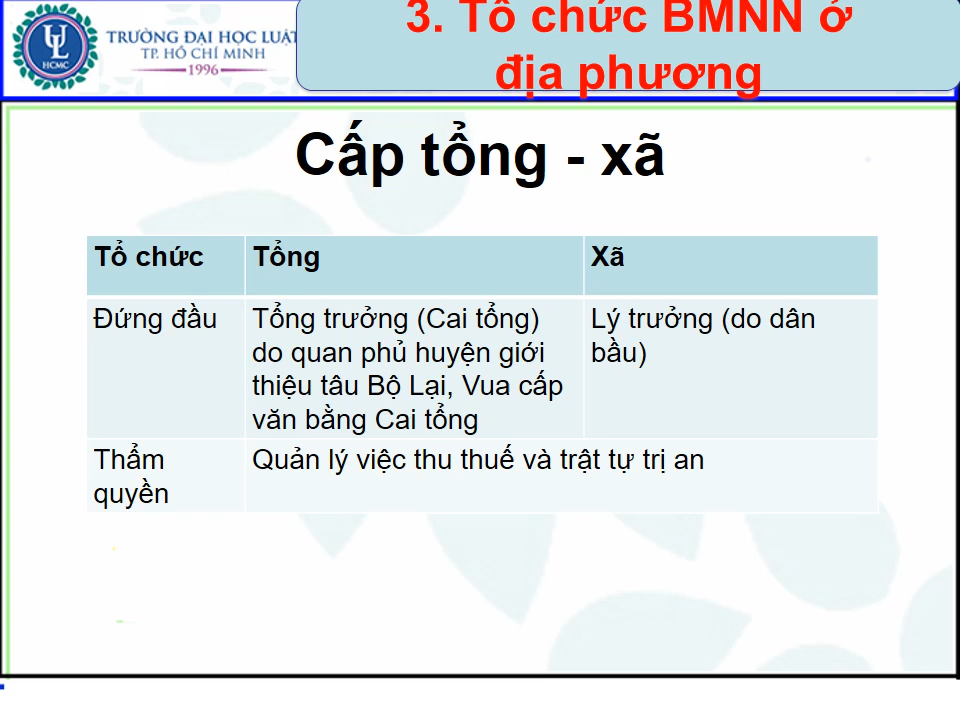 TRƯỜNG ĐẠI HỌC LUẬT
TP. HỒ CHÍ MINH
1996
UL
HCMC
3. Tổ chức BMNN ở
địa phương
Cấp tổng - xã
Tổ chức
Tổng
Xã
Đứng đầu
Tổng trưởng (Cai tổng)
do quan phủ huyện giới
thiệu tâu Bộ Lại, Vua cấp
văn bằng Cai tổng
Lý trưởng (do dân
bầu)
Thẩm
quyền
Quản lý việc thu thuế và trật tự trị an